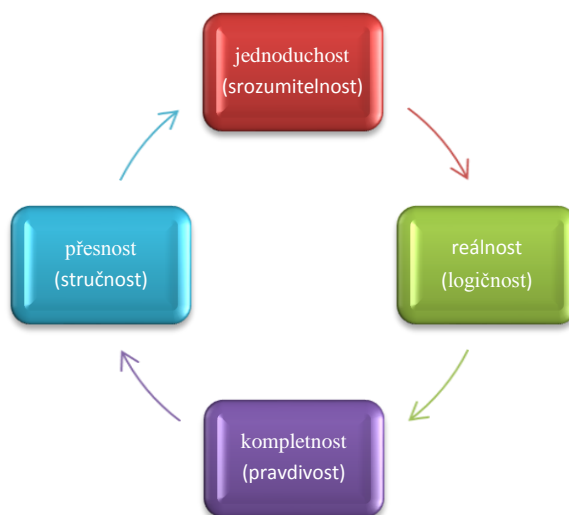 jednoduchost
(srozumitelnost)
reálnost
(logičnost)
kompletnost
(pravdivost)
přesnost
(stručnost)